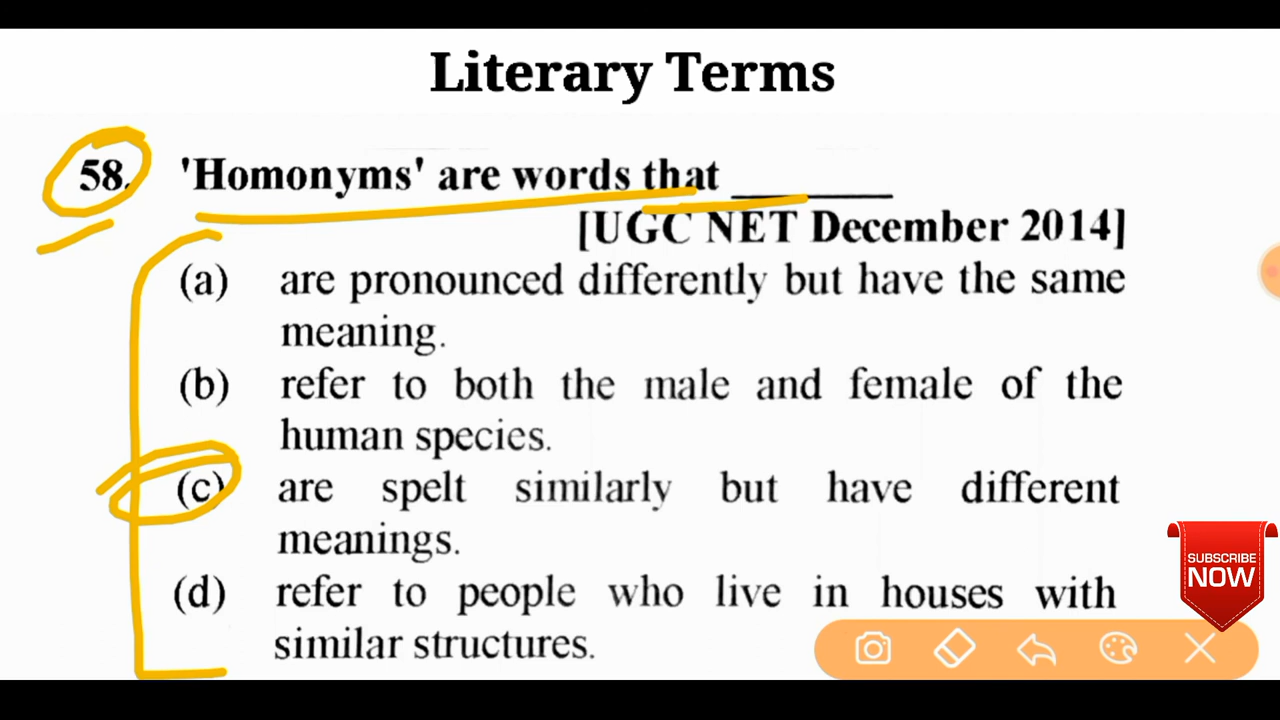 Literary Terms
58. 'Homonyms' are words that ________
[UGC NET December 2014]
(a) are pronounced differently but have the same
meaning.
(b) refer to both the male and female of the
human species.
(c) are spelt similarly but have different
meanings.
(d) refer to people who live in houses with
similar structures.
SUBSCRIBE
NOW